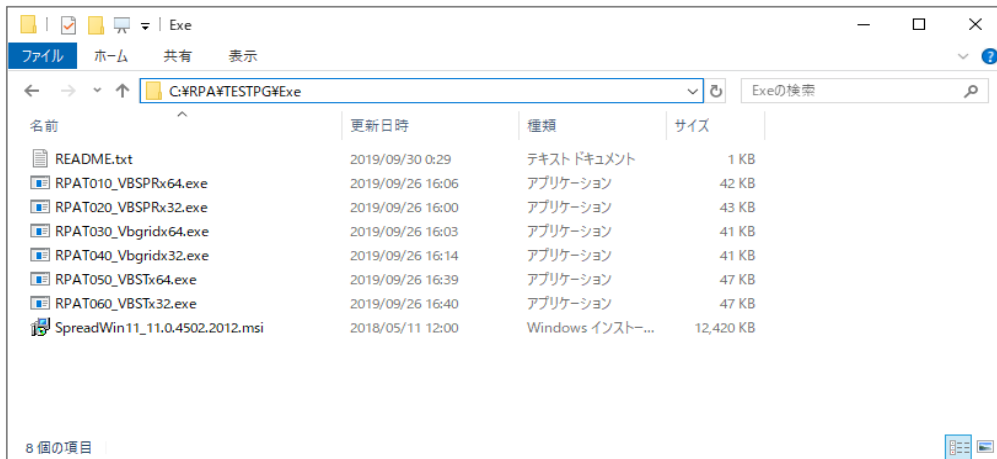 Exe
ファイル ホーム 共有 表示
C:¥RPA¥TESTPG¥Exe Exeの検索
名前 更新日時 種類 サイズ
README.txt 2019/09/30 0:29 テキスト ドキュメント 1 KB
RPAT010_VBSPRx64.exe 2019/09/26 16:06 アプリケーション 42 KB
RPAT020_VBSPRx32.exe 2019/09/26 16:00 アプリケーション 43 KB
RPAT030_Vbgridx64.exe 2019/09/26 16:03 アプリケーション 41 KB
RPAT040_Vbgridx32.exe 2019/09/26 16:14 アプリケーション 41 KB
RPAT050_VBSTx64.exe 2019/09/26 16:39 アプリケーション 47 KB
RPAT060_VBSTx32.exe 2019/09/26 16:40 アプリケーション 47 KB
SpreadWin11_11.0.4502.2012.msi 2018/05/11 12:00 Windows インストー... 12,420 KB
8 個の項目